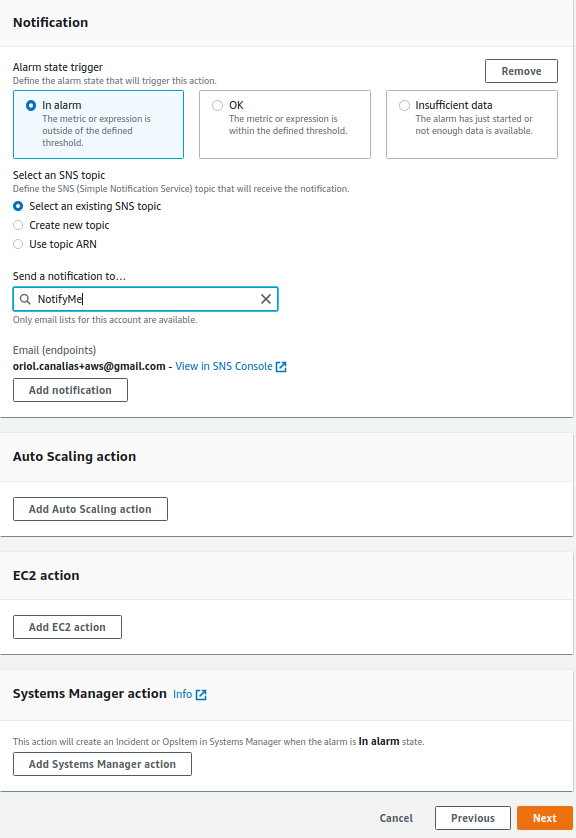 Notification
Alarm state trigger
Define the alarm state that will trigger this action.
Remove
In alarm
The metric or expression is
outside of the defined
threshold.
OK
The metric or expression is
within the defined threshold.
Insufficient data
The alarm has just started or
not enough data is available.
Select an SNS topic
Define the SNS (Simple Notification Service) topic that will receive the notification.
Select an existing SNS topic
Create new topic
Use topic ARN
Send a notification to…
NotifyMe
Only email lists for this account are available.
Email (endpoints)
oriol.canalias+aws@gmail.com - View in SNS Console
Add notification
Auto Scaling action
Add Auto Scaling action
EC2 action
Add EC2 action
Systems Manager action Info
This action will create an Incident or OpsItem in Systems Manager when the alarm is In alarm state.
Add Systems Manager action
Cancel
Previous
Next